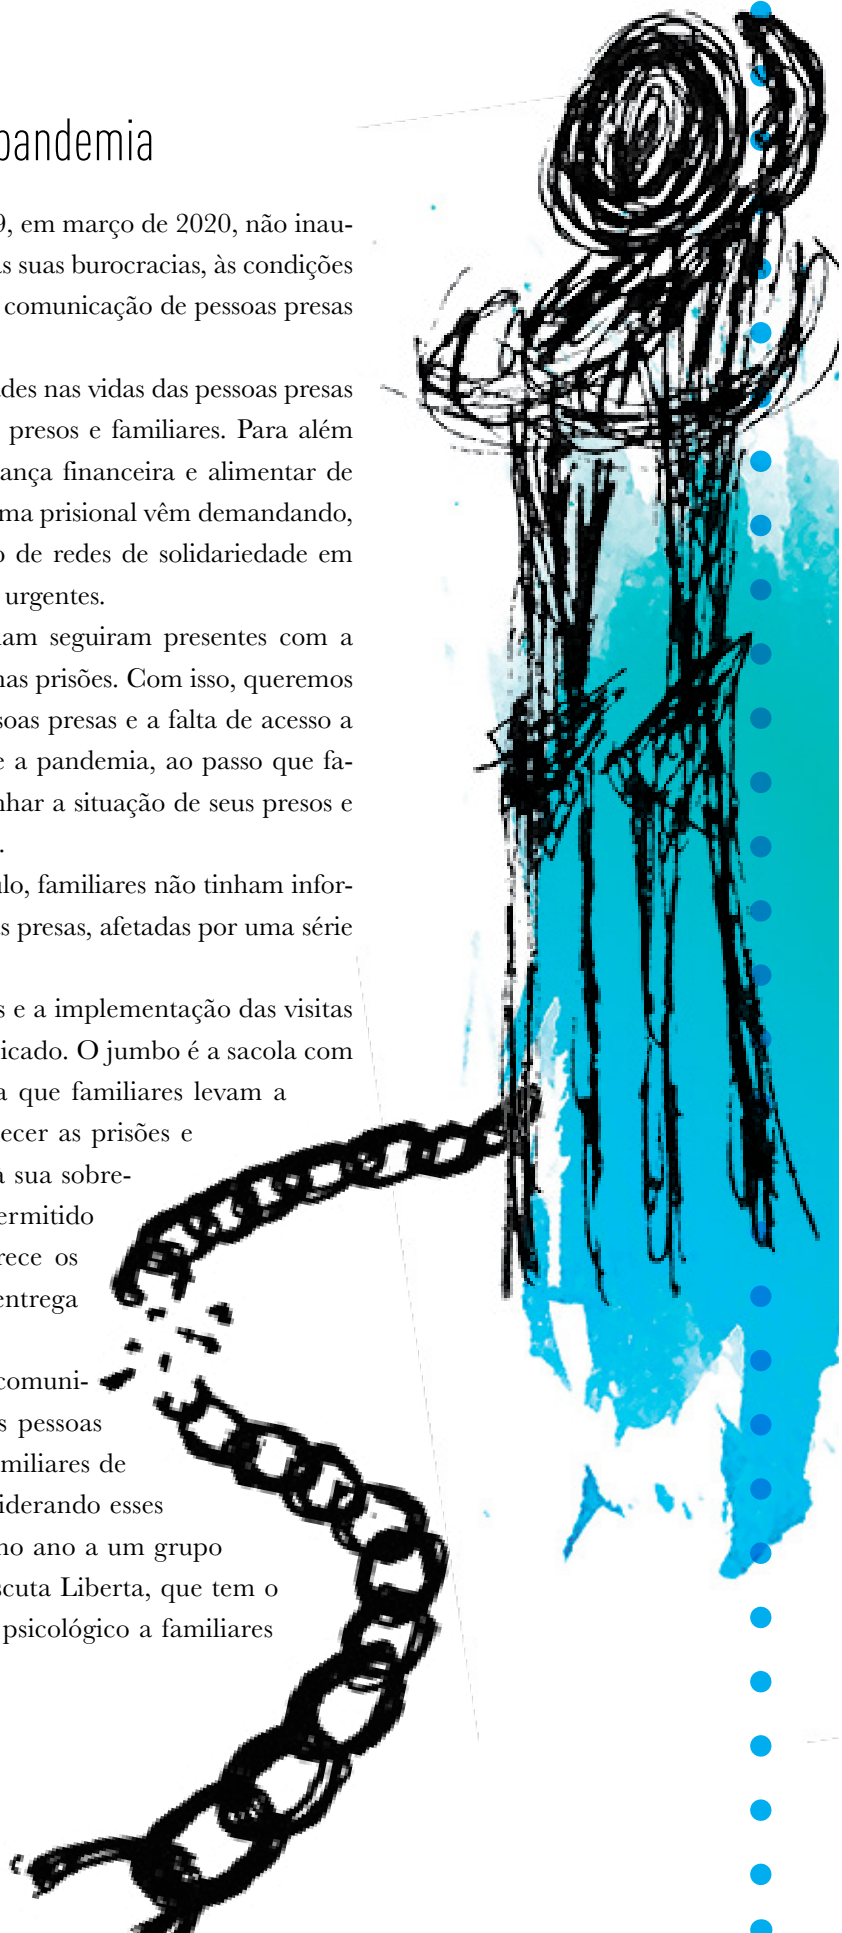 pandemia
9, em março de 2020, não inau-
as suas burocracias, às condições
comunicação de pessoas presas
des nas vidas das pessoas presas
presos e familiares. Para além
ança financeira e alimentar de
ma prisional vêm demandando,
o de redes de solidariedade em
urgentes.
am seguiram presentes com a
nas prisões. Com isso, queremos
soas presas e a falta de acesso a
e a pandemia, ao passo que fa-
nhar a situação de seus presos e
.
ulo, familiares não tinham infor-
s presas, afetadas por uma série
s e a implementação das visitas
icado. O jumbo é a sacola com
a que familiares levam a
ecer as prisões e
à sua sobre-
ermitido
rece os
entrega
comuni-
s pessoas
miliares de
iderando esses
no ano a um grupo
scuta Liberta, que tem o
psicológico a familiares